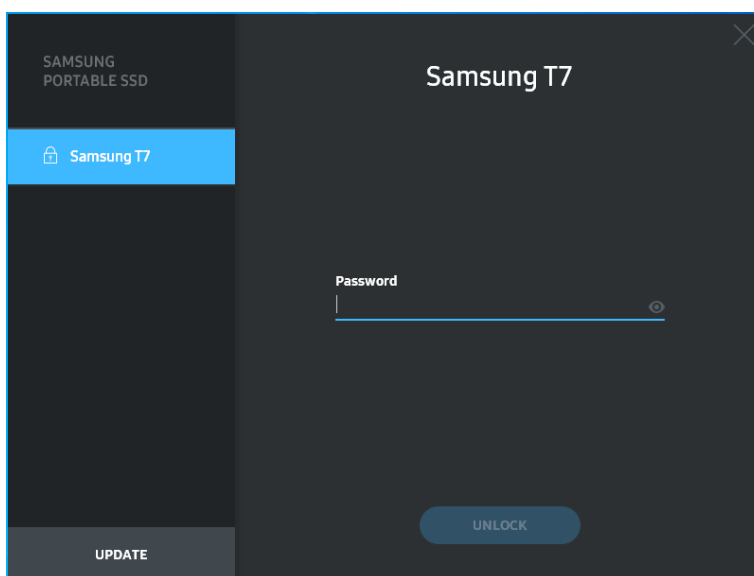 SAMSUNG
PORTABLE SSD
Samsung T7
Samsung T7
Password
UNLOCK
UPDATE